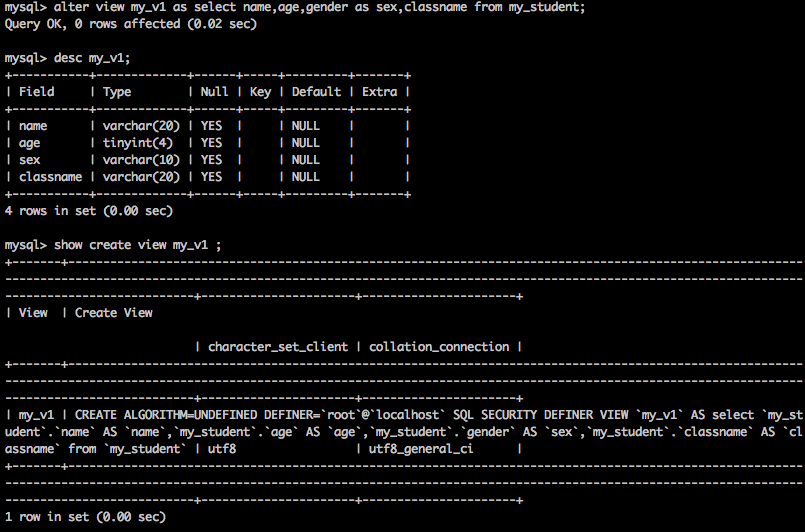 mysql> alter view my_v1 as select name,age,gender as sex,classname from my_student;
Query OK, 0 rows affected (0.02 sec)
mysql> desc my_v1;
+-----------+-------------+------+-----+---------+-------+
| Field     | Type        | Null | Key | Default | Extra |
+-----------+-------------+------+-----+---------+-------+
| name      | varchar(20) | YES  |     | NULL    |       |
| age       | tinyint(4)  | YES  |     | NULL    |       |
| sex       | varchar(10) | YES  |     | NULL    |       |
| classname | varchar(20) | YES  |     | NULL    |       |
+-----------+-------------+------+-----+---------+-------+
4 rows in set (0.00 sec)
mysql> show create view my_v1 ;
| View  | Create View
| character_set_client | collation_connection |
| my_v1 | CREATE ALGORITHM=UNDEFINED DEFINER=`root`@`localhost` SQL SECURITY DEFINER VIEW `my_v1` AS select `my_st
udent`.`name` AS `name`,`my_student`.`age` AS `age`,`my_student`.`gender` AS `sex`,`my_student`.`classname` AS `cl
assname` from `my_student` | utf8                 | utf8_general_ci      |
1 row in set (0.00 sec)